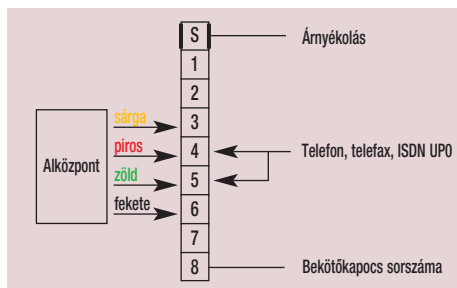 S
Árnyékolás
1
2
sárga
3
piros
4
Telefon, telefax, ISDN UP0
Alközpont
zöld
5
fekete
6
7
8
Bekötőkapocs sorszáma